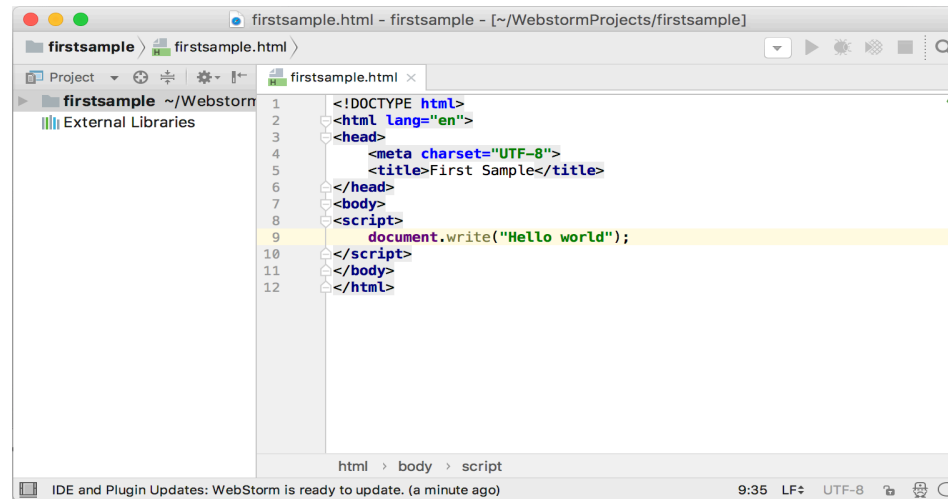 firstsample.html - firstsample - [~/WebstormProjects/firstsample]
firstsample firstsample.html
Project
firstsample.html
firstsample ~/Webstorm
External Libraries
1 <!DOCTYPE html>
2 <html lang="en">
3 <head>
4 <meta charset="UTF-8">
5 <title>First Sample</title>
6 </head>
7 <body>
8 <script>
9 document.write("Hello world");
10 </script>
11 </body>
12 </html>
html › body › script
IDE and Plugin Updates: WebStorm is ready to update. (a minute ago) 9:35 LF UTF-8